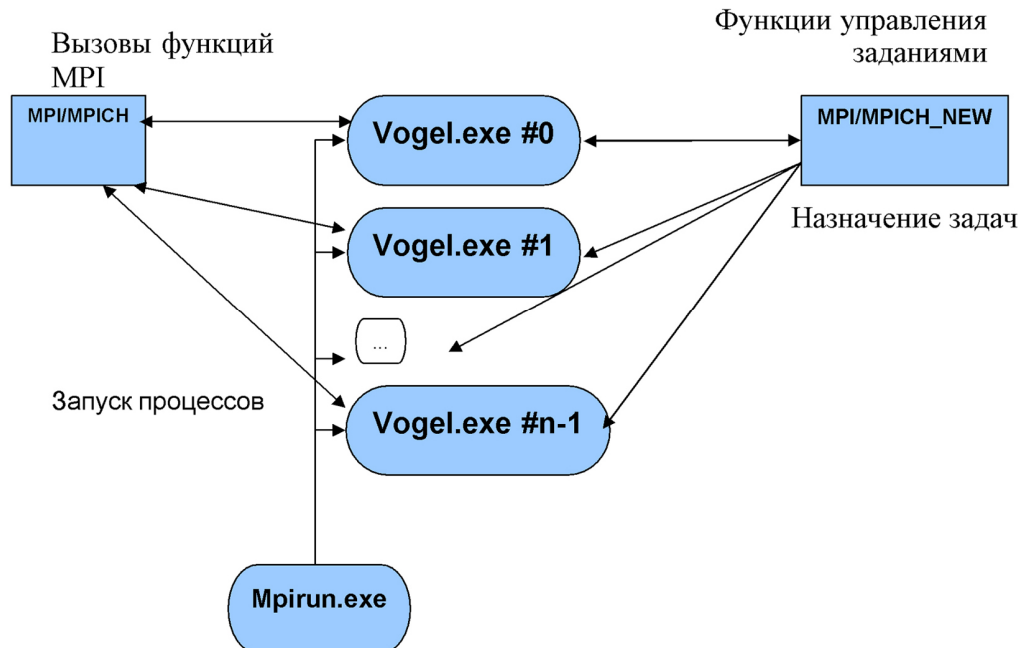 Функции управления
заданиями
Вызовы функций
MPI
MPI/MPICH
Vogel.exe #0
MPI/MPICH_NEW
Назначение задач
Vogel.exe #1
...
Запуск процессов
Vogel.exe #n-1
Mpirun.exe